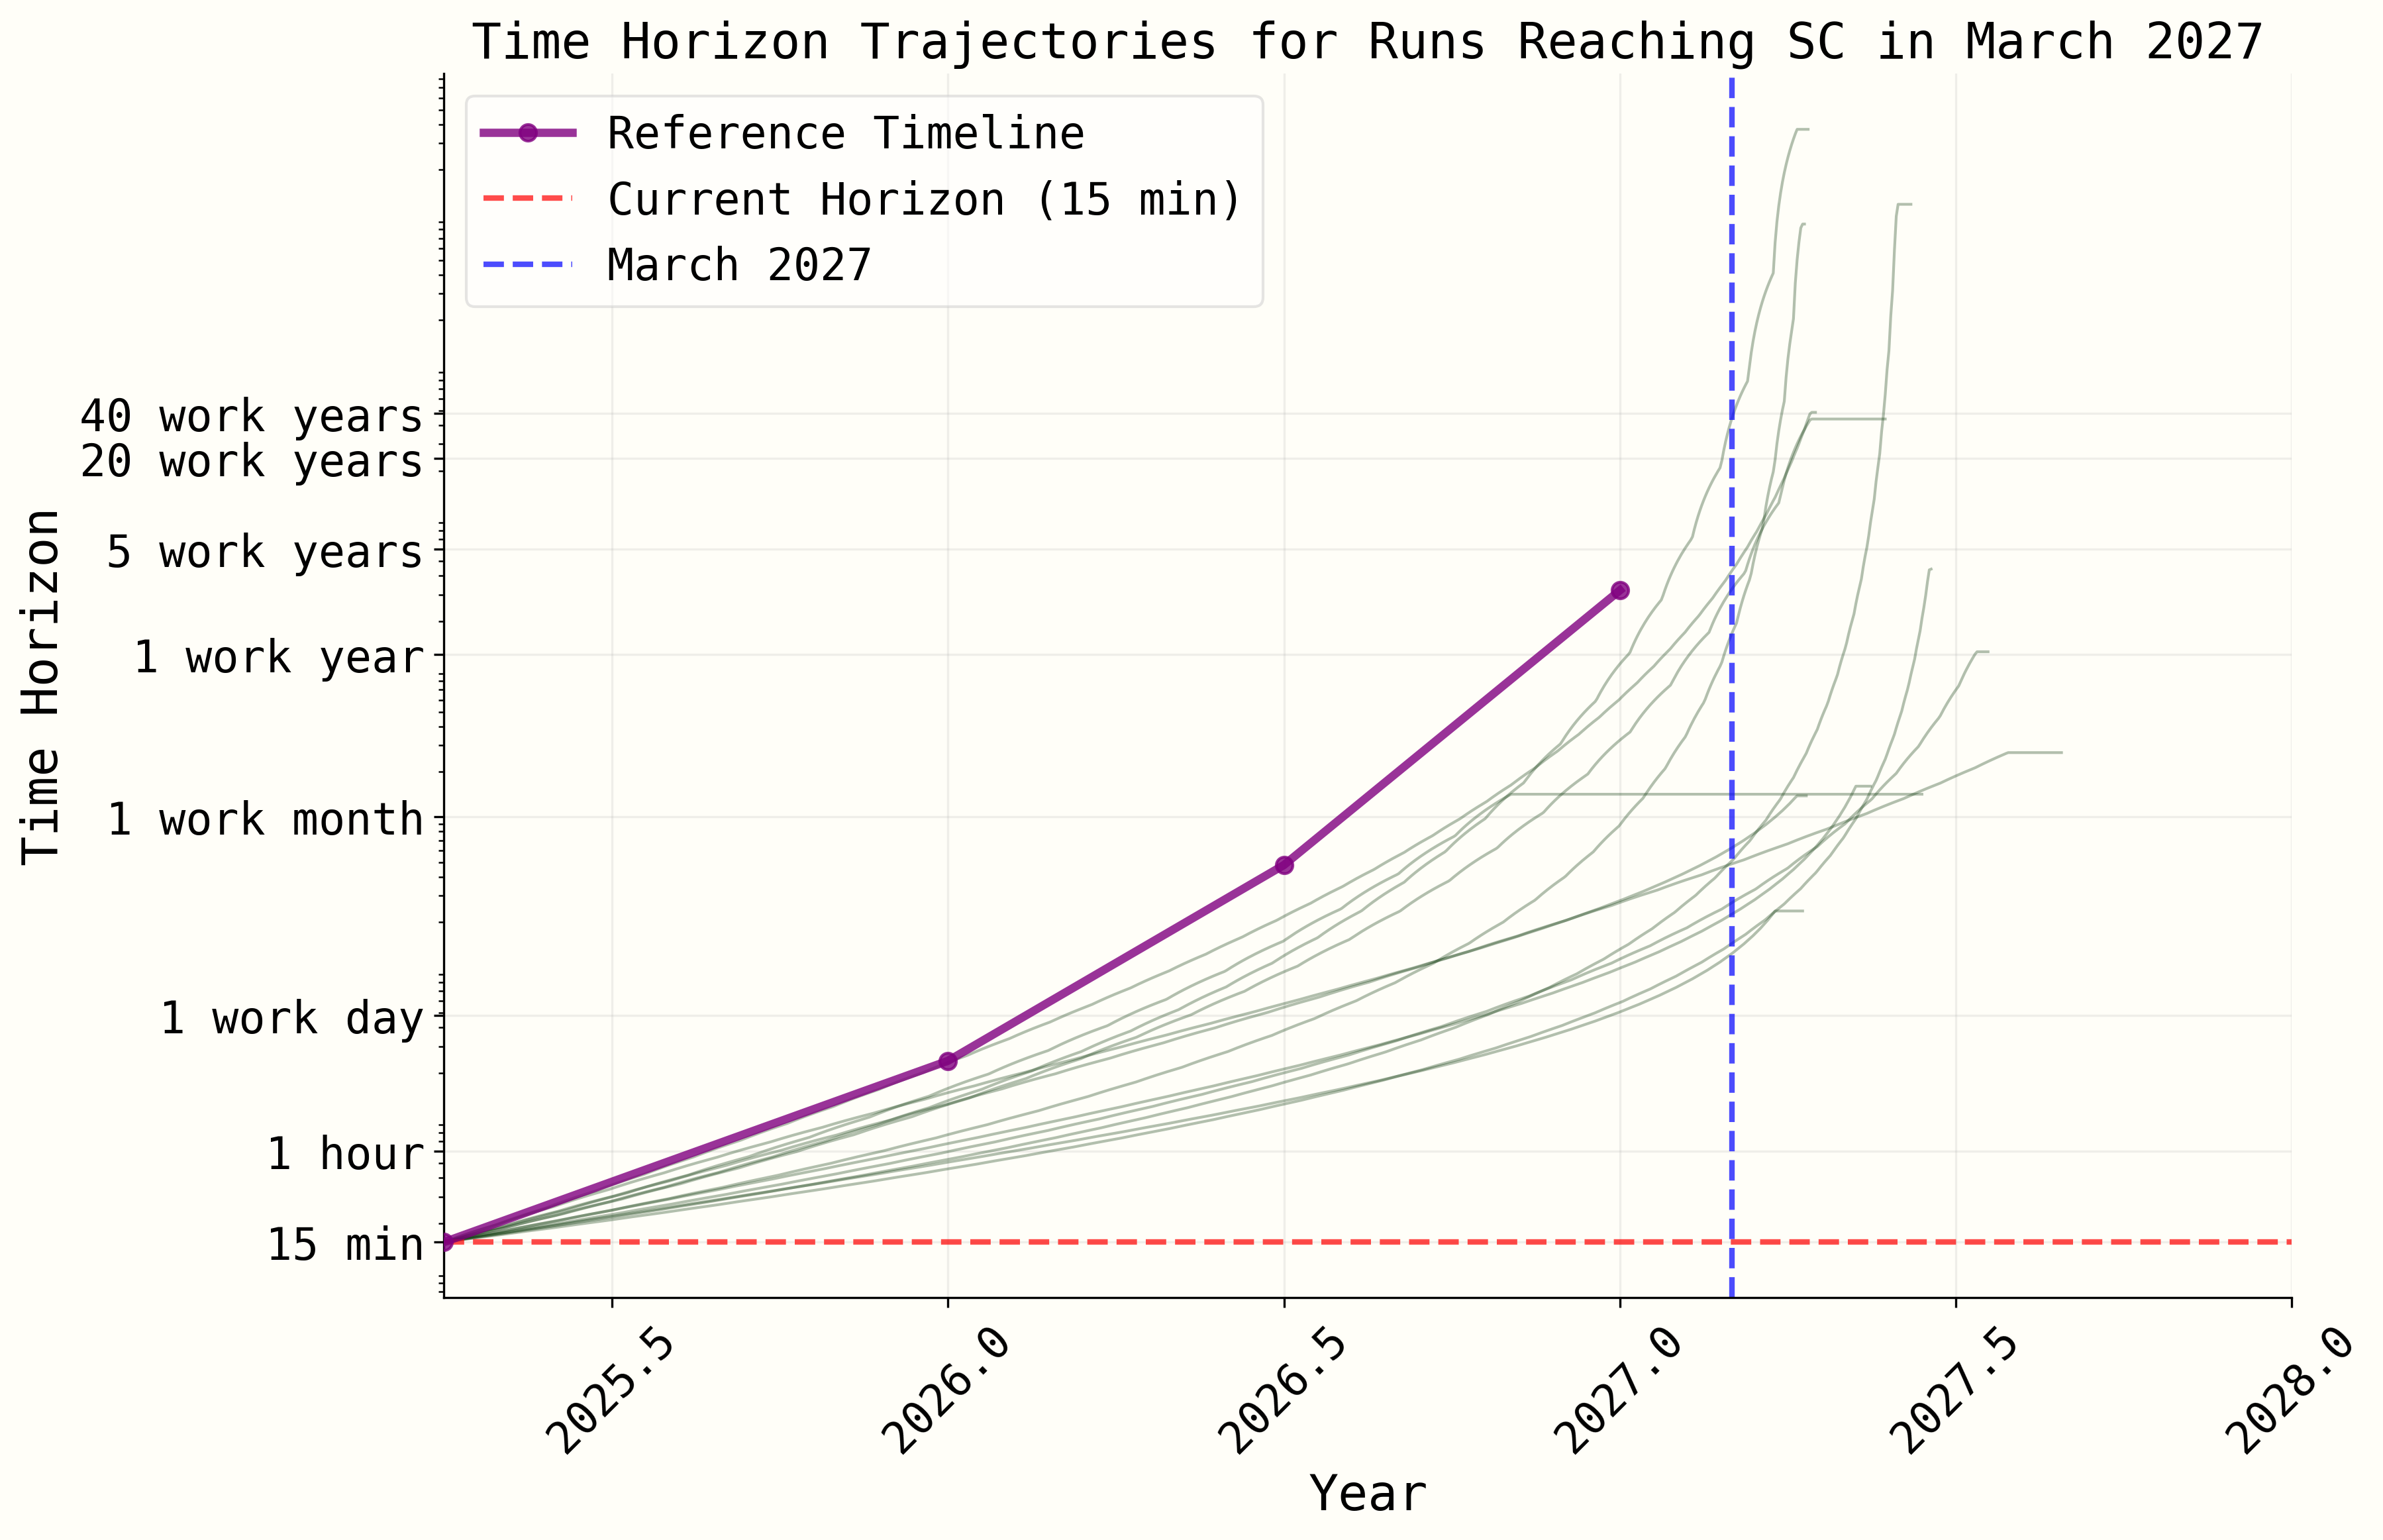 Time Horizon Trajectories for Runs Reaching SC in March 2027
Reference Timeline
Current Horizon (15 min)
March 2027
Time Horizon
40 work years
20 work years
5 work years
1 work year
1 work month
1 work day
1 hour
15 min
2025.5
2026.0
2026.5
2027.0
2027.5
2028.0
Year